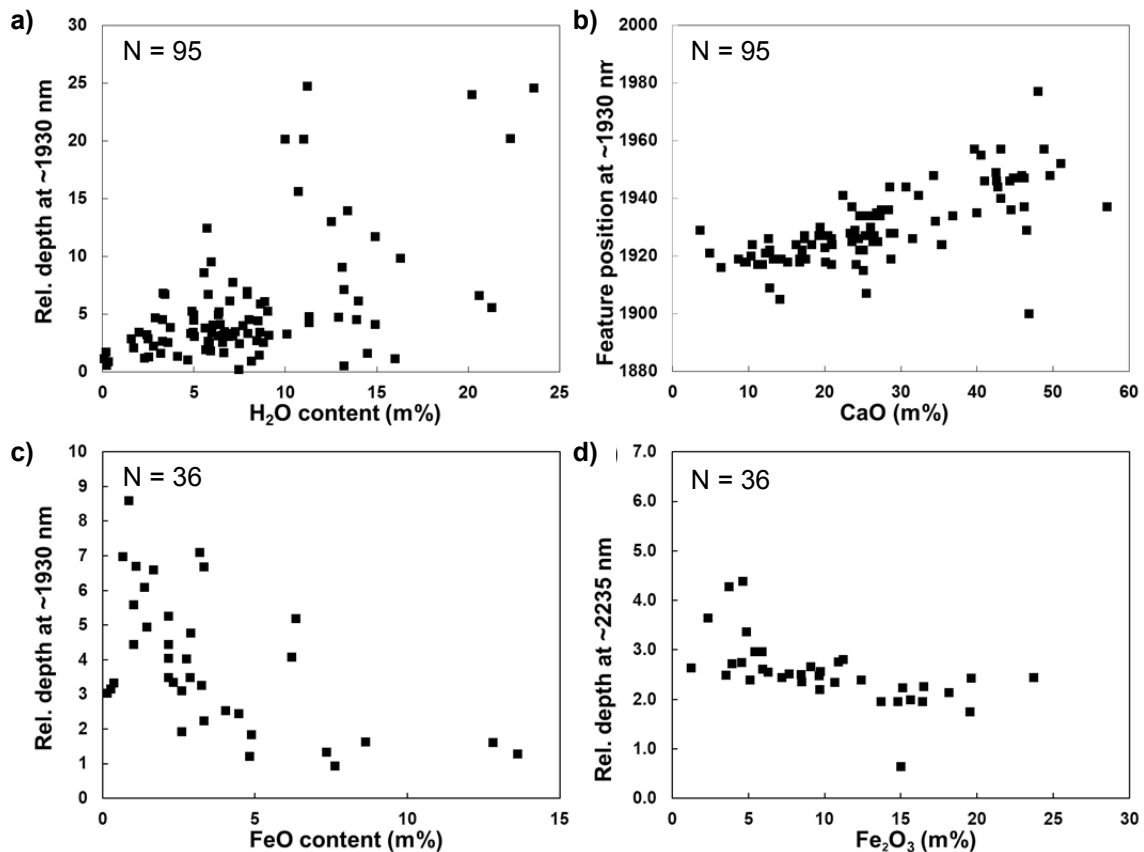 a)
N = 95
Rel. depth at ~1930 nm
30
25
20
15
10
5
0
0 5 10 15 20 25
H₂O content (m%)
b)
N = 95
Feature position at ~1930 nm
2000
1980
1960
1940
1920
1900
1880
0 10 20 30 40 50 60
CaO (m%)
c)
N = 36
Rel. depth at ~1930 nm
10
9
8
7
6
5
4
3
2
1
0
0 5 10 15
FeO content (m%)
d)
N = 36
Rel. depth at ~2235 nm
7.0
6.0
5.0
4.0
3.0
2.0
1.0
0.0
0 5 10 15 20 25 30
Fe₂O₃ (m%)